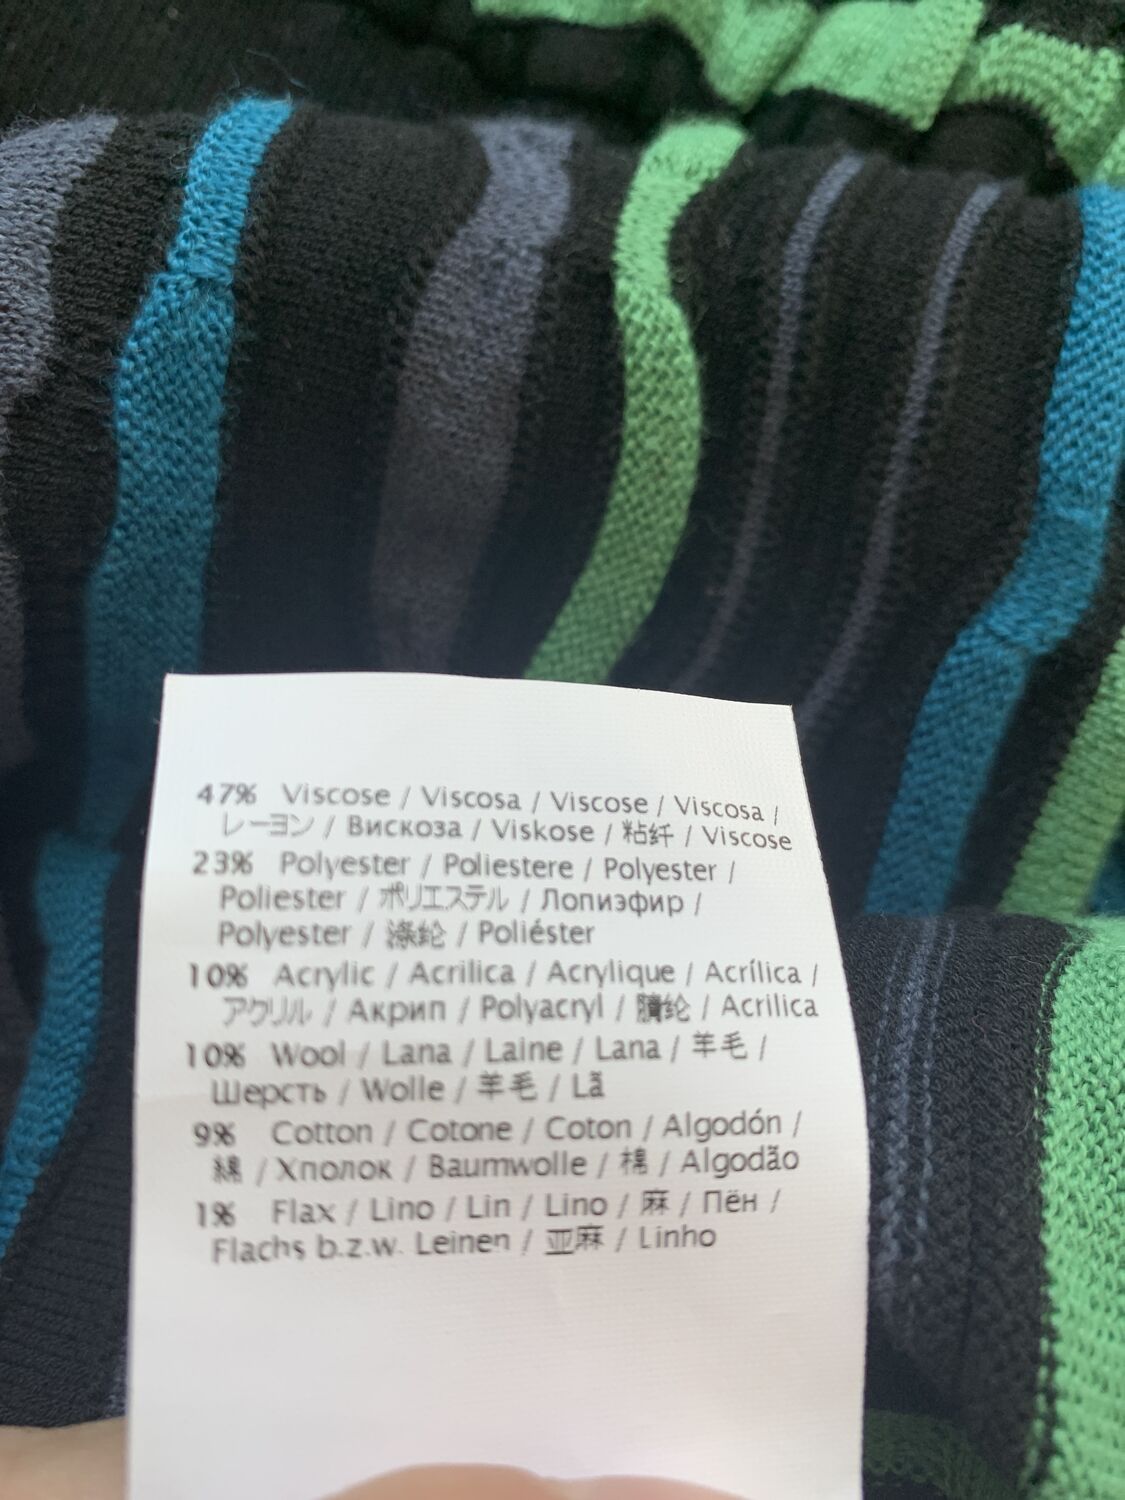 47% Viscose / Viscosa / Viscose / Viscosa /
レーヨン / Вискоза / Viskose / 粘纤 / Viscose
23% Polyester / Poliestere / Polyester /
Poliester / ポリエステル / Лопиэфир /
Polyester / 涤纶 / Poliéster
10% Acrylic / Acrilica / Acrylique / Acrílica /
アクリル / Акрип / Polyacryl / 腈纶 / Acrilica
10% Wool / Lana / Laine / Lana / 羊毛 /
Шерсть / Wolle / 羊毛 / Lã
9% Cotton / Cotone / Coton / Algodón /
綿 / Хполок / Baumwolle / 棉 / Algodão
1% Flax / Lino / Lin / Lino / 麻 / Пён /
Flachs b.z.w. Leinen / 亚麻 / Linho